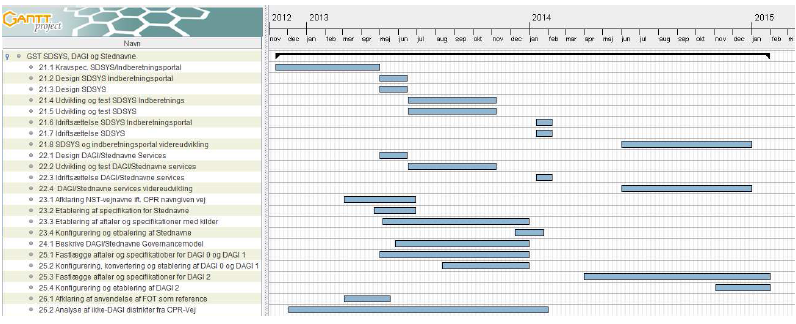 GANTT
project
2012 2013 2014 2015
Navn
nov dec jan feb mar apr maj jun jul aug sep okt nov dec jan feb mar apr maj jun jul aug sep okt nov dec jan feb m
GST SDSYS, DAGI og Stednavne
21.1 Kravspec, SDSYS/Indberetningsportal
21.2 Design SDSYS Indberetningsportal
21.3 Design SDSYS
21.4 Udvikling og test SDSYS Indberetnings
21.5 Udvikling og test SDSYS
21.6 Idriftsættelse SDSYS Indberetningsportal
21.7 Idriftsættelse SDSYS
21.8 SDSYS og indberetningsportal videreudvikling
22.1 Design DAGI/Stednavne Services
22.2 Udvikling og test DAGI/Stednavne services
22.3 Idriftsættelse DAGI/Stednavne services
22.4 DAGI/Stednavne services videreudvikling
23.1 Afklaring NST-vejnavne ift. CPR navngiven vej
23.2 Etablering af specifikation for Stednavne
23.3 Etablering af aftaler og specifikationer med kilder
23.4 Konfigurering og etbalering af Stednavne
24.1 Beskrive DAGI/Stednavne Governancemodel
25.1 Fastlægge aftaler og specifikatiober for DAGI 0 og DAGI 1
25.2 Konfigurering, konvertering og etablering af DAGI 0 og DAGI 1
25.3 Fastlægge aftaler og specifikationer for DAGI 2
25.4 Konfigurering og etablering af DAGI 2
26.1 Afklaring af anvendelse af FOT som reference
26.2 Analyse af ikke-DAGI distrikter fra CPR-Vej